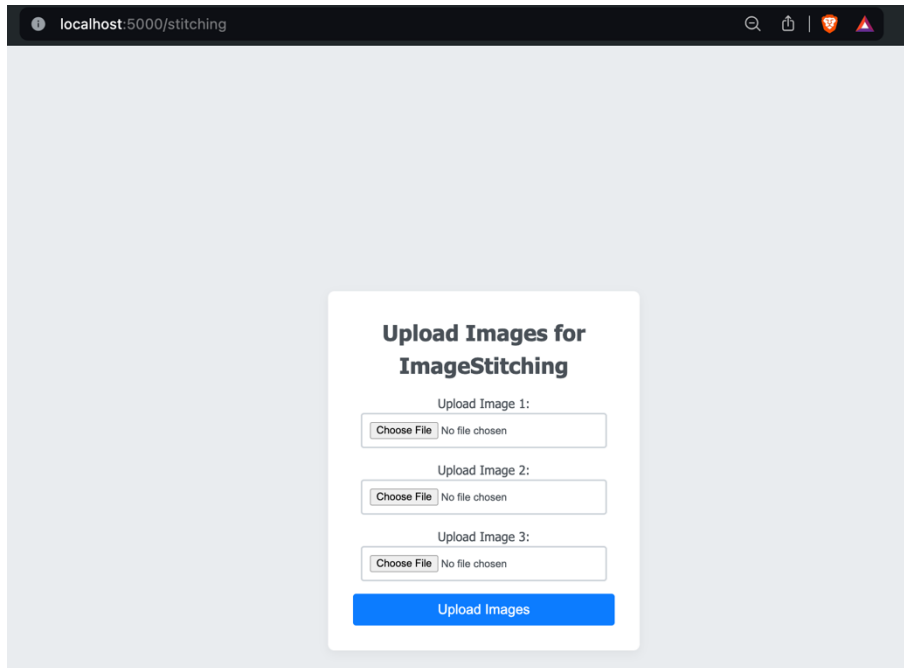 localhost:5000/stitching
Upload Images for
ImageStitching
Upload Image 1:
Choose File No file chosen
Upload Image 2:
Choose File No file chosen
Upload Image 3:
Choose File No file chosen
Upload Images